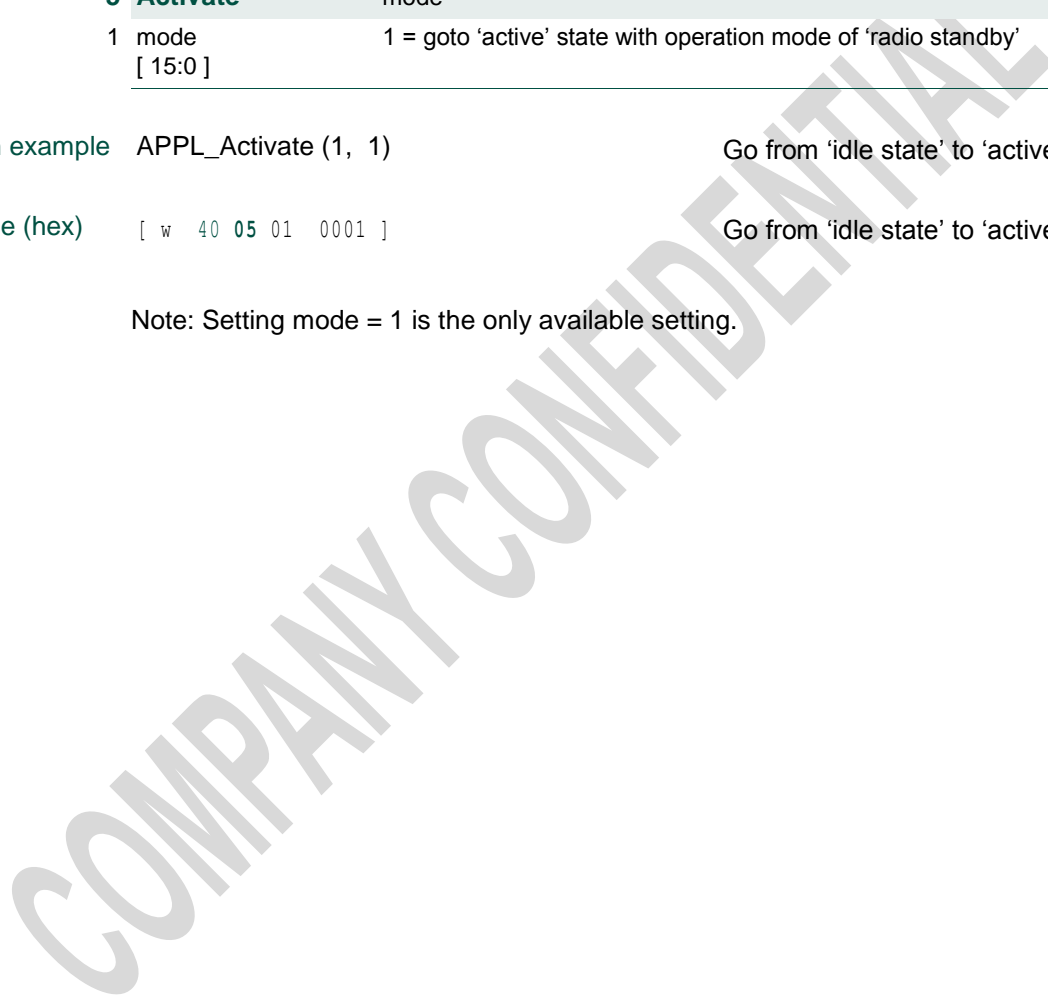 Activate mode
1 mode 1 = goto ‘active’ state with operation mode of ‘radio standby’
[ 15:0 ]
example APPL_Activate (1, 1) Go from ‘idle state’ to ‘active
e (hex) [ w 40 05 01 0001 ] Go from ‘idle state’ to ‘active
Note: Setting mode = 1 is the only available setting.
COMPANY CONFIDENTIAL